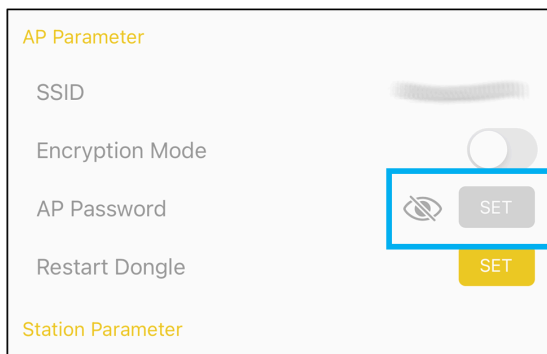 AP Parameter
SSID
Encryption Mode
AP Password SET
Restart Dongle SET
Station Parameter